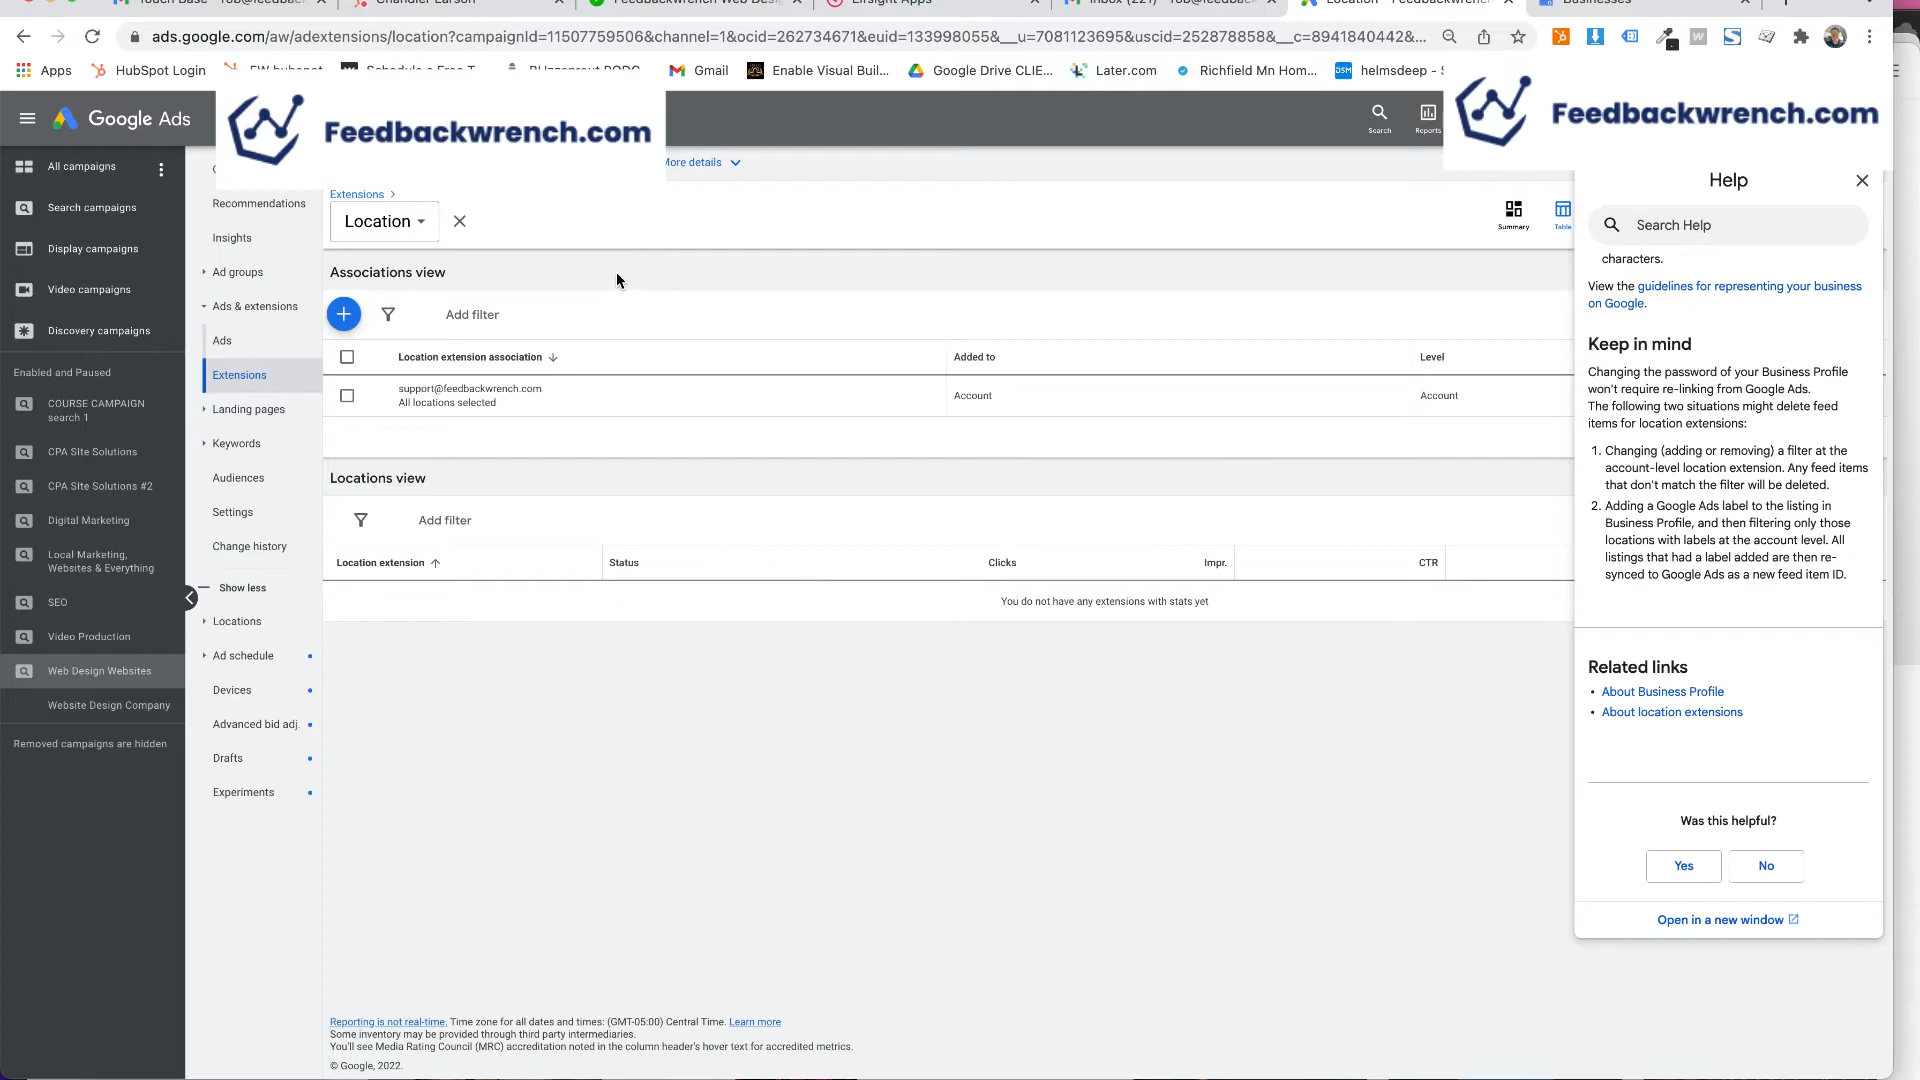 Touch Base
Chandler Larson
Feedbackwrench Web Desig
Elfsight Apps
Inbox (221)
Location - Feedbackwrench
Businesses
ads.google.com/aw/adextensions/location?campaignId=11507759506&channel=1&ocid=262734671&euid=133998055&__u=7081123695&uscid=252878858&__c=8941840442&...
Apps
HubSpot Login
FW hubspot
Schedule a Free T
Gmail
Enable Visual Buil...
Google Drive CLIE...
Later.com
Richfield Mn Hom...
DSM
helmsdeep - S
Google Ads
Feedbackwrench.com
Search
Reports
Feedbackwrench.com
All campaigns
Search campaigns
Display campaigns
Video campaigns
Discovery campaigns
Enabled and Paused
COURSE CAMPAIGN
search 1
CPA SIte Solutions
CPA SIte Solutions #2
Digital Marketing
Local Marketing,
Websites & Everything
SEO
Video Production
Web Design Websites
Website Design Company
Removed campaigns are hidden
Recommendations
Insights
Ad groups
Ads & extensions
Ads
Extensions
Landing pages
Keywords
Audiences
Settings
Change history
Show less
Locations
Ad schedule
Devices
Advanced bid adj.
Drafts
Experiments
More details
Extensions
Location
Summary
Table
Associations view
Add filter
Location extension association
Added to
Level
support@feedbackwrench.com
All locations selected
Account
Account
Locations view
Add filter
Location extension
Status
Clicks
Impr.
CTR
You do not have any extensions with stats yet
Reporting is not real-time. Time zone for all dates and times: (GMT-05:00) Central Time. Learn more
Some inventory may be provided through third party intermediaries.
You'll see Media Rating Council (MRC) accreditation noted in the column header's hover text for accredited metrics.
© Google, 2022.
Help
Search Help
characters.
View the guidelines for representing your business
on Google.
Keep in mind
Changing the password of your Business Profile
won't require re-linking from Google Ads.
The following two situations might delete feed
items for location extensions:
1. Changing (adding or removing) a filter at the
account-level location extension. Any feed items
that don't match the filter will be deleted.
2. Adding a Google Ads label to the listing in
Business Profile, and then filtering only those
locations with labels at the account level. All
listings that had a label added are then re-
synced to Google Ads as a new feed item ID.
Related links
• About Business Profile
• About location extensions
Was this helpful?
Yes
No
Open in a new window